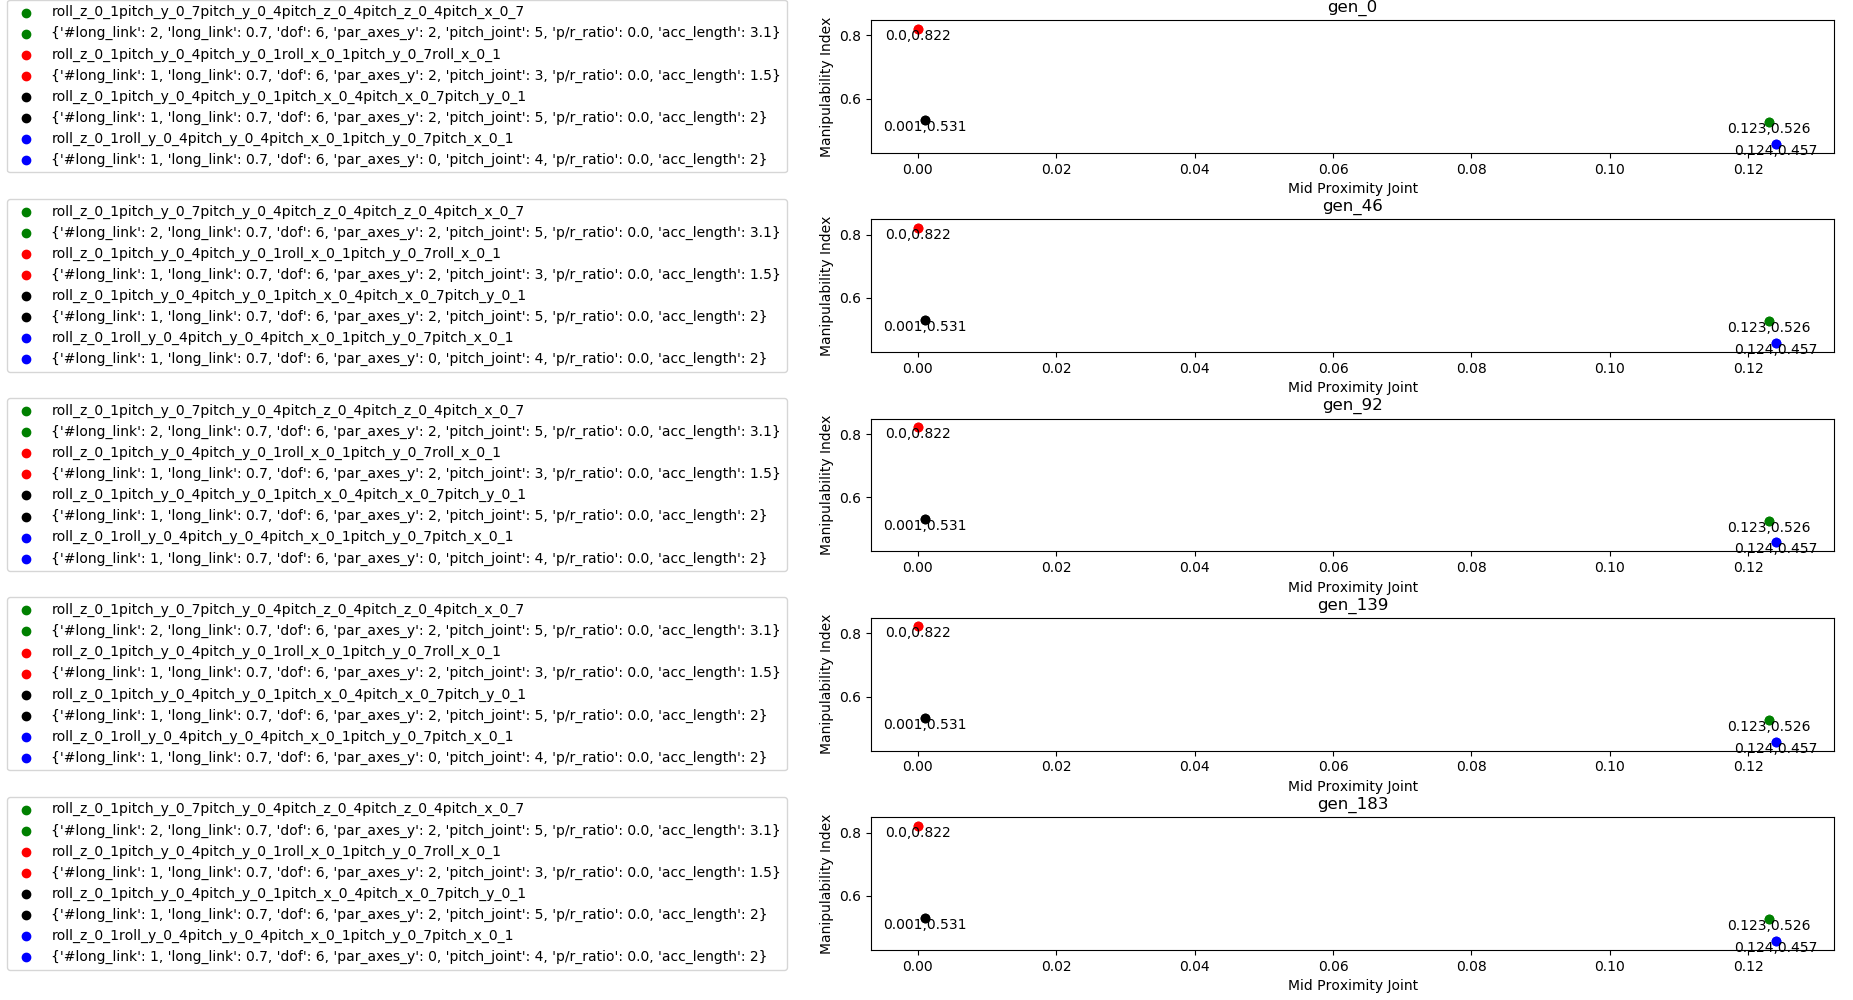 roll_z_0_1pitch_y_0_7pitch_y_0_4pitch_z_0_4pitch_z_0_4pitch_x_0_7
{'#long_link': 2, 'long_link': 0.7, 'dof': 6, 'par_axes_y': 2, 'pitch_joint': 5, 'p/r_ratio': 0.0, 'acc_length': 3.1}
roll_z_0_1pitch_y_0_4pitch_y_0_1roll_x_0_1pitch_y_0_7roll_x_0_1
{'#long_link': 1, 'long_link': 0.7, 'dof': 6, 'par_axes_y': 2, 'pitch_joint': 3, 'p/r_ratio': 0.0, 'acc_length': 1.5}
roll_z_0_1pitch_y_0_4pitch_y_0_1pitch_x_0_4pitch_x_0_7pitch_y_0_1
{'#long_link': 1, 'long_link': 0.7, 'dof': 6, 'par_axes_y': 2, 'pitch_joint': 5, 'p/r_ratio': 0.0, 'acc_length': 2}
roll_z_0_1roll_y_0_4pitch_y_0_4pitch_x_0_1pitch_y_0_7pitch_x_0_1
{'#long_link': 1, 'long_link': 0.7, 'dof': 6, 'par_axes_y': 0, 'pitch_joint': 4, 'p/r_ratio': 0.0, 'acc_length': 2}
gen_0
Manipulability Index
0.8
0.6
0.0,0.822
0.001,0.531
0.123,0.526
0.124,0.457
0.00 0.02 0.04 0.06 0.08 0.10 0.12
Mid Proximity Joint
roll_z_0_1pitch_y_0_7pitch_y_0_4pitch_z_0_4pitch_z_0_4pitch_x_0_7
{'#long_link': 2, 'long_link': 0.7, 'dof': 6, 'par_axes_y': 2, 'pitch_joint': 5, 'p/r_ratio': 0.0, 'acc_length': 3.1}
roll_z_0_1pitch_y_0_4pitch_y_0_1roll_x_0_1pitch_y_0_7roll_x_0_1
{'#long_link': 1, 'long_link': 0.7, 'dof': 6, 'par_axes_y': 2, 'pitch_joint': 3, 'p/r_ratio': 0.0, 'acc_length': 1.5}
roll_z_0_1pitch_y_0_4pitch_y_0_1pitch_x_0_4pitch_x_0_7pitch_y_0_1
{'#long_link': 1, 'long_link': 0.7, 'dof': 6, 'par_axes_y': 2, 'pitch_joint': 5, 'p/r_ratio': 0.0, 'acc_length': 2}
roll_z_0_1roll_y_0_4pitch_y_0_4pitch_x_0_1pitch_y_0_7pitch_x_0_1
{'#long_link': 1, 'long_link': 0.7, 'dof': 6, 'par_axes_y': 0, 'pitch_joint': 4, 'p/r_ratio': 0.0, 'acc_length': 2}
gen_46
Manipulability Index
0.8
0.6
0.0,0.822
0.001,0.531
0.123,0.526
0.124,0.457
0.00 0.02 0.04 0.06 0.08 0.10 0.12
Mid Proximity Joint
roll_z_0_1pitch_y_0_7pitch_y_0_4pitch_z_0_4pitch_z_0_4pitch_x_0_7
{'#long_link': 2, 'long_link': 0.7, 'dof': 6, 'par_axes_y': 2, 'pitch_joint': 5, 'p/r_ratio': 0.0, 'acc_length': 3.1}
roll_z_0_1pitch_y_0_4pitch_y_0_1roll_x_0_1pitch_y_0_7roll_x_0_1
{'#long_link': 1, 'long_link': 0.7, 'dof': 6, 'par_axes_y': 2, 'pitch_joint': 3, 'p/r_ratio': 0.0, 'acc_length': 1.5}
roll_z_0_1pitch_y_0_4pitch_y_0_1pitch_x_0_4pitch_x_0_7pitch_y_0_1
{'#long_link': 1, 'long_link': 0.7, 'dof': 6, 'par_axes_y': 2, 'pitch_joint': 5, 'p/r_ratio': 0.0, 'acc_length': 2}
roll_z_0_1roll_y_0_4pitch_y_0_4pitch_x_0_1pitch_y_0_7pitch_x_0_1
{'#long_link': 1, 'long_link': 0.7, 'dof': 6, 'par_axes_y': 0, 'pitch_joint': 4, 'p/r_ratio': 0.0, 'acc_length': 2}
gen_92
Manipulability Index
0.8
0.6
0.0,0.822
0.001,0.531
0.123,0.526
0.124,0.457
0.00 0.02 0.04 0.06 0.08 0.10 0.12
Mid Proximity Joint
roll_z_0_1pitch_y_0_7pitch_y_0_4pitch_z_0_4pitch_z_0_4pitch_x_0_7
{'#long_link': 2, 'long_link': 0.7, 'dof': 6, 'par_axes_y': 2, 'pitch_joint': 5, 'p/r_ratio': 0.0, 'acc_length': 3.1}
roll_z_0_1pitch_y_0_4pitch_y_0_1roll_x_0_1pitch_y_0_7roll_x_0_1
{'#long_link': 1, 'long_link': 0.7, 'dof': 6, 'par_axes_y': 2, 'pitch_joint': 3, 'p/r_ratio': 0.0, 'acc_length': 1.5}
roll_z_0_1pitch_y_0_4pitch_y_0_1pitch_x_0_4pitch_x_0_7pitch_y_0_1
{'#long_link': 1, 'long_link': 0.7, 'dof': 6, 'par_axes_y': 2, 'pitch_joint': 5, 'p/r_ratio': 0.0, 'acc_length': 2}
roll_z_0_1roll_y_0_4pitch_y_0_4pitch_x_0_1pitch_y_0_7pitch_x_0_1
{'#long_link': 1, 'long_link': 0.7, 'dof': 6, 'par_axes_y': 0, 'pitch_joint': 4, 'p/r_ratio': 0.0, 'acc_length': 2}
gen_139
Manipulability Index
0.8
0.6
0.0,0.822
0.001,0.531
0.123,0.526
0.124,0.457
0.00 0.02 0.04 0.06 0.08 0.10 0.12
Mid Proximity Joint
roll_z_0_1pitch_y_0_7pitch_y_0_4pitch_z_0_4pitch_z_0_4pitch_x_0_7
{'#long_link': 2, 'long_link': 0.7, 'dof': 6, 'par_axes_y': 2, 'pitch_joint': 5, 'p/r_ratio': 0.0, 'acc_length': 3.1}
roll_z_0_1pitch_y_0_4pitch_y_0_1roll_x_0_1pitch_y_0_7roll_x_0_1
{'#long_link': 1, 'long_link': 0.7, 'dof': 6, 'par_axes_y': 2, 'pitch_joint': 3, 'p/r_ratio': 0.0, 'acc_length': 1.5}
roll_z_0_1pitch_y_0_4pitch_y_0_1pitch_x_0_4pitch_x_0_7pitch_y_0_1
{'#long_link': 1, 'long_link': 0.7, 'dof': 6, 'par_axes_y': 2, 'pitch_joint': 5, 'p/r_ratio': 0.0, 'acc_length': 2}
roll_z_0_1roll_y_0_4pitch_y_0_4pitch_x_0_1pitch_y_0_7pitch_x_0_1
{'#long_link': 1, 'long_link': 0.7, 'dof': 6, 'par_axes_y': 0, 'pitch_joint': 4, 'p/r_ratio': 0.0, 'acc_length': 2}
gen_183
Manipulability Index
0.8
0.6
0.0,0.822
0.001,0.531
0.123,0.526
0.124,0.457
0.00 0.02 0.04 0.06 0.08 0.10 0.12
Mid Proximity Joint